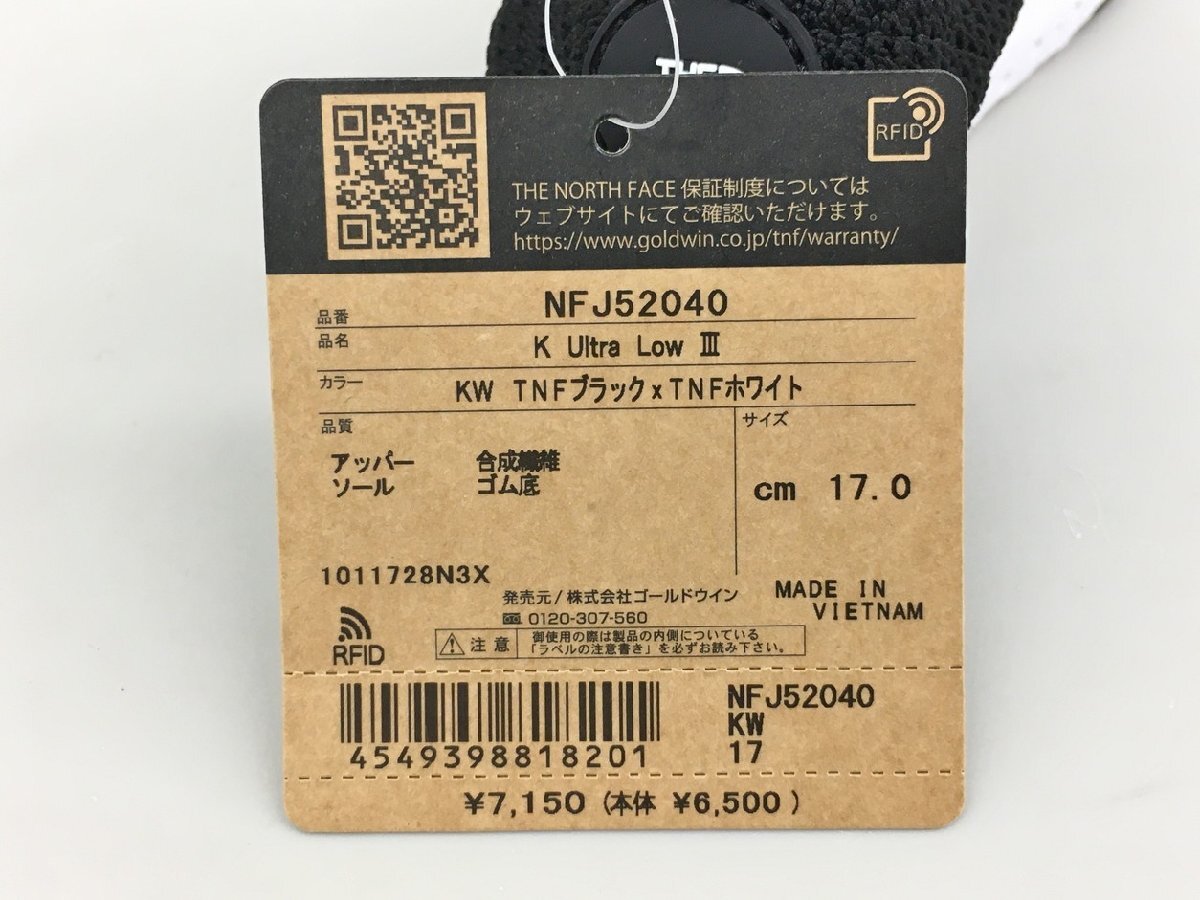 THE
RFID
THE NORTH FACE 保証制度については
ウェブサイトにてご確認いただけます。
https://www.goldwin.co.jp/tnf/warranty/
品番 NFJ52040
品名 K Ultra Low Ⅲ
カラー KW TNFブラックxTNFホワイト
品質
サイズ
アッパー 合成繊維
ソール ゴム底
cm 17.0
1011728N3X
発売元/株式会社ゴールドウイン
0120-307-560
MADE IN
VIETNAM
RFID
注意
御使用の際は製品の内側についている
「ラベルの注意書き」を必ずお読み下さい。
4549398818201
NFJ52040
KW
17
¥7,150 (本体 ¥6,500 )